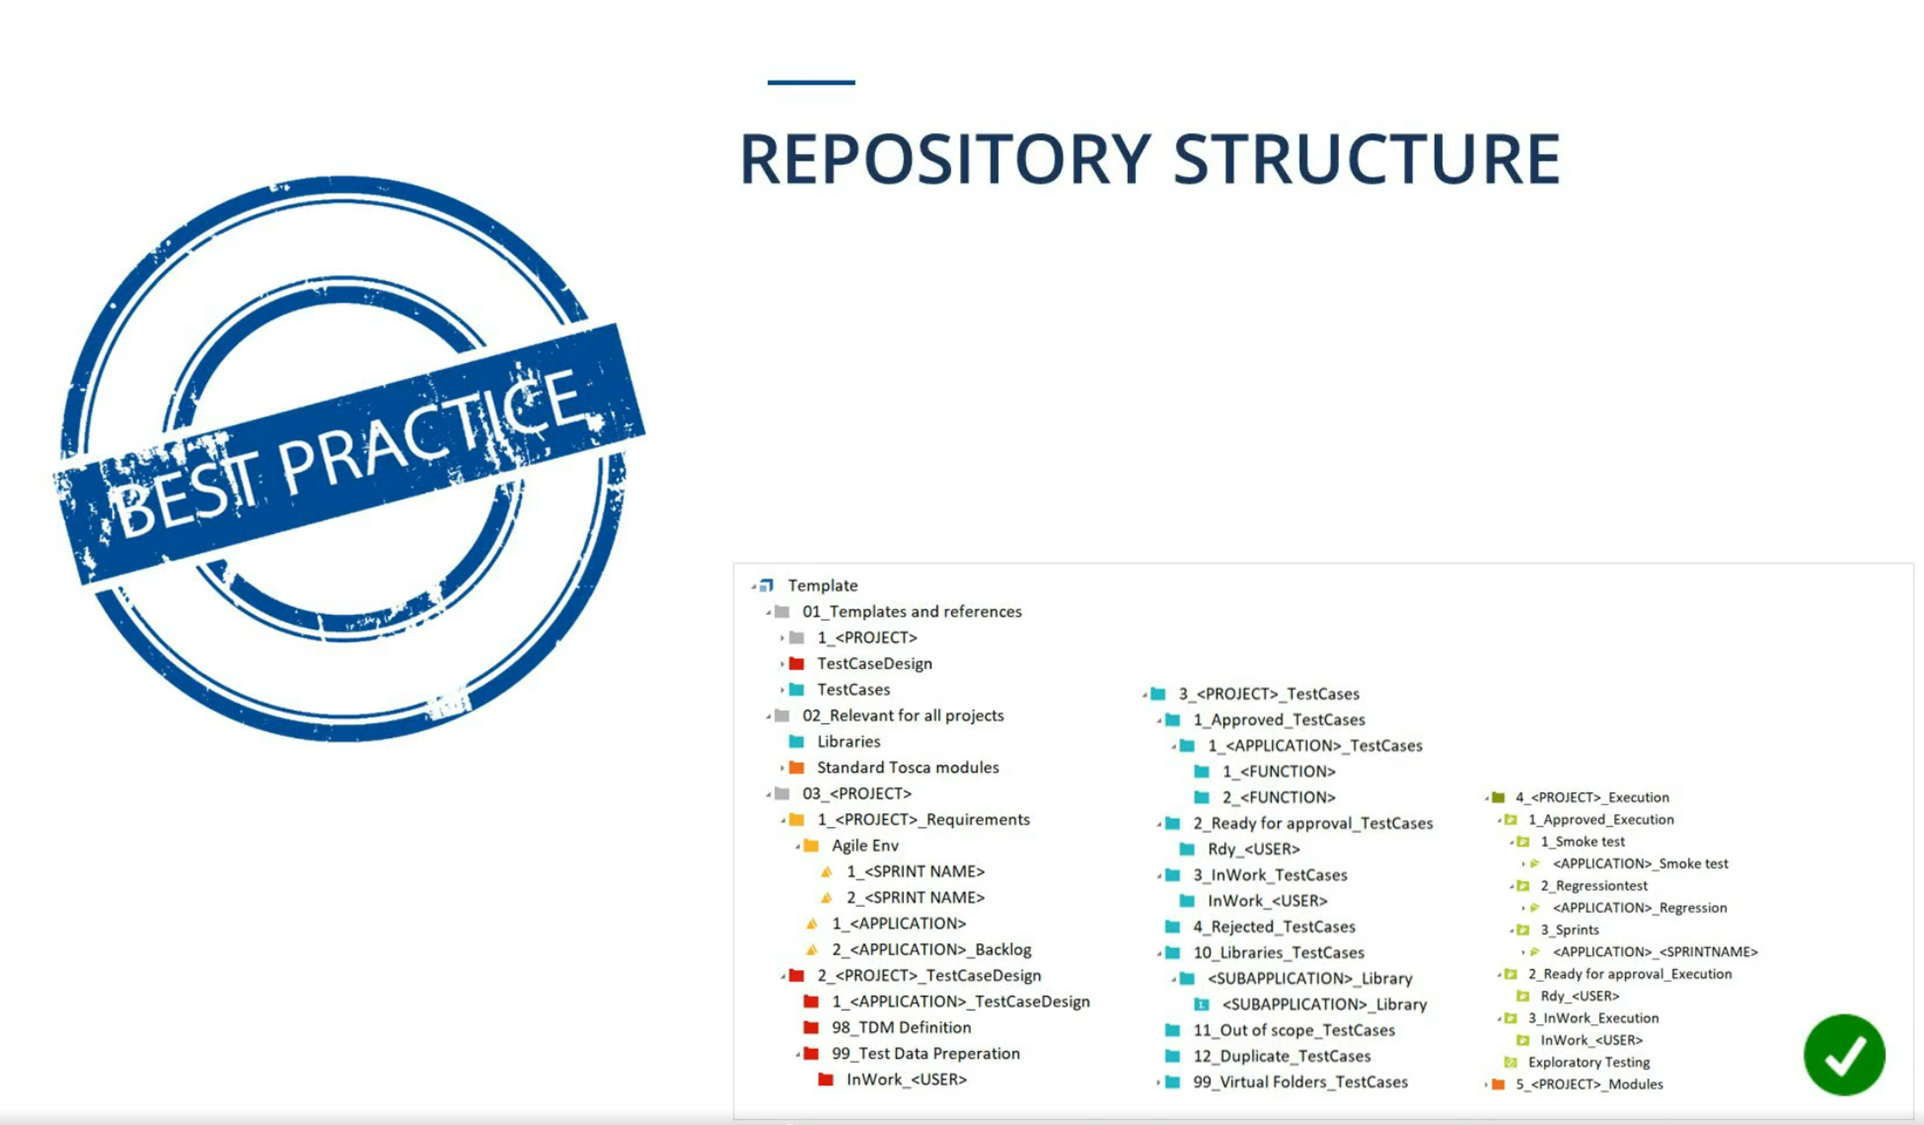 REPOSITORY STRUCTURE
BEST PRACTICE
Template
01_Templates and references
1_<PROJECT>
TestCaseDesign
TestCases
02_Relevant for all projects
Libraries
Standard Tosca modules
03_<PROJECT>
1_<PROJECT>_Requirements
Agile Env
1_<SPRINT NAME>
2_<SPRINT NAME>
1_<APPLICATION>
2_<APPLICATION>_Backlog
2_<PROJECT>_TestCaseDesign
1_<APPLICATION>_TestCaseDesign
98_TDM Definition
99_Test Data Preperation
InWork_<USER>
3_<PROJECT>_TestCases
1_Approved_TestCases
1_<APPLICATION>_TestCases
1_<FUNCTION>
2_<FUNCTION>
2_Ready for approval_TestCases
Rdy_<USER>
3_InWork_TestCases
InWork_<USER>
4_Rejected_TestCases
10_Libraries_TestCases
<SUBAPPLICATION>_Library
<SUBAPPLICATION>_Library
11_Out of scope_TestCases
12_Duplicate_TestCases
99_Virtual Folders_TestCases
4_<PROJECT>_Execution
1_Approved_Execution
1_Smoke test
<APPLICATION>_Smoke test
2_Regressiontest
<APPLICATION>_Regression
3_Sprints
<APPLICATION>_<SPRINTNAME>
2_Ready for approval_Execution
Rdy_<USER>
3_InWork_Execution
InWork_<USER>
Exploratory Testing
5_<PROJECT>_Modules